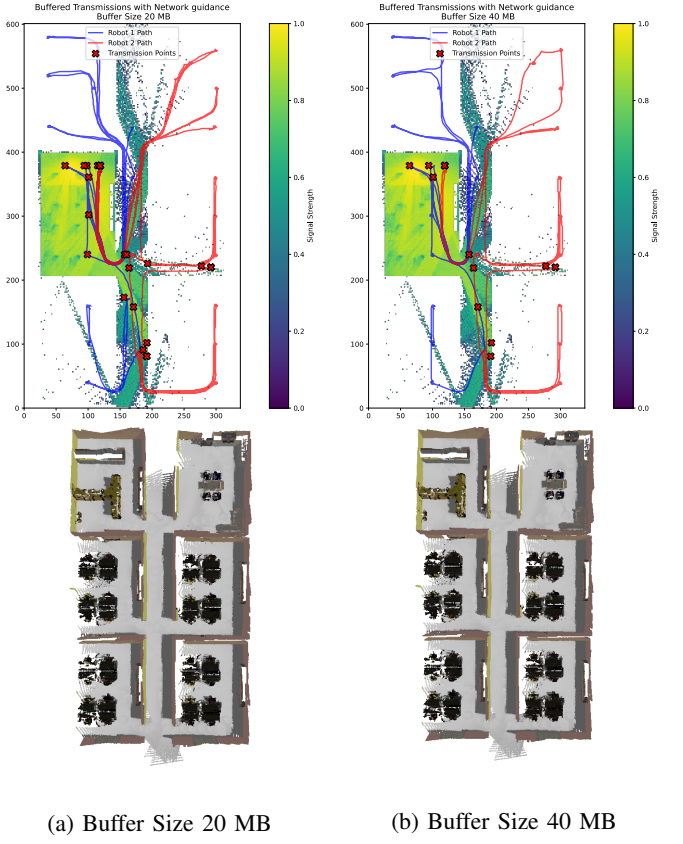 Buffered Transmissions with Network guidance
Buffer Size 20 MB
Robot 1 Path
Robot 2 Path
Transmission Points
600
500
400
300
200
100
0
0 50 100 150 200 250 300
1.0
0.8
0.6
0.4
0.2
0.0
Signal Strength
Buffered Transmissions with Network guidance
Buffer Size 40 MB
Robot 1 Path
Robot 2 Path
Transmission Points
600
500
400
300
200
100
0
0 50 100 150 200 250 300
1.0
0.8
0.6
0.4
0.2
0.0
Signal Strength
(a) Buffer Size 20 MB
(b) Buffer Size 40 MB